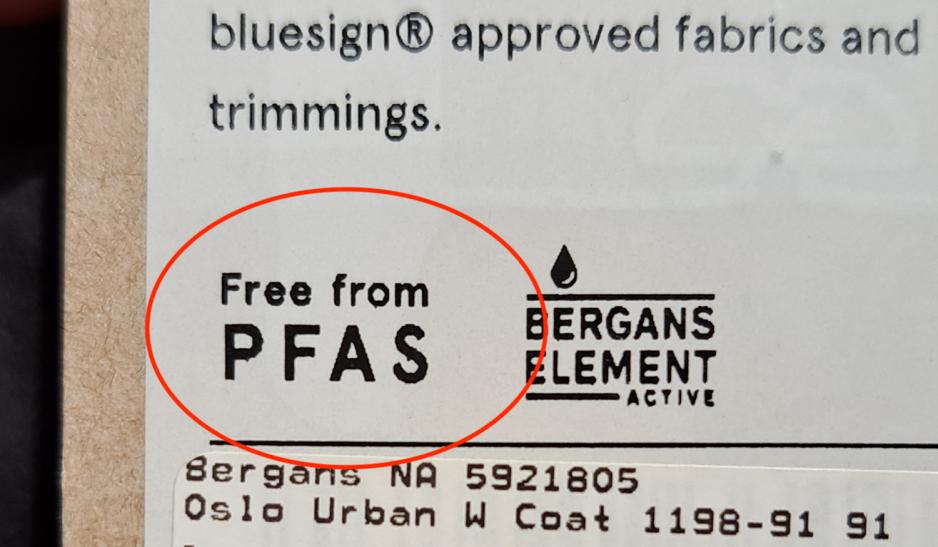 bluesign® approved fabrics and
trimmings.
Free from
PFAS
BERGANS
ELEMENT
ACTIVE
Bergans NA 5921805
Oslo Urban W Coat 1198-91 91